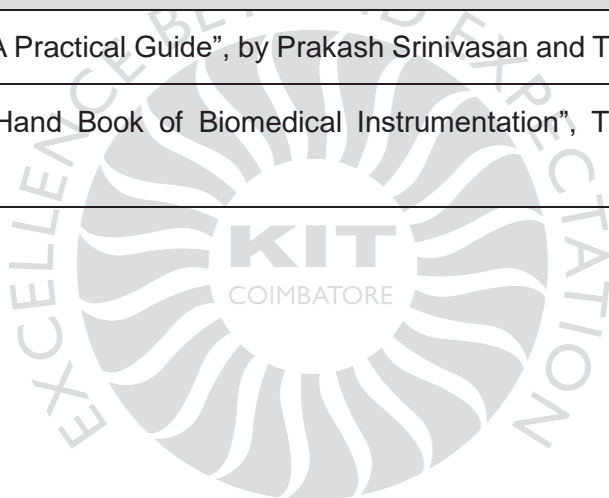 A Practical Guide”, by Prakash Srinivasan and T
Hand Book of Biomedical Instrumentation”, T
EXCELLENCE BEYOND EXPECTATION
KIT
COIMBATORE